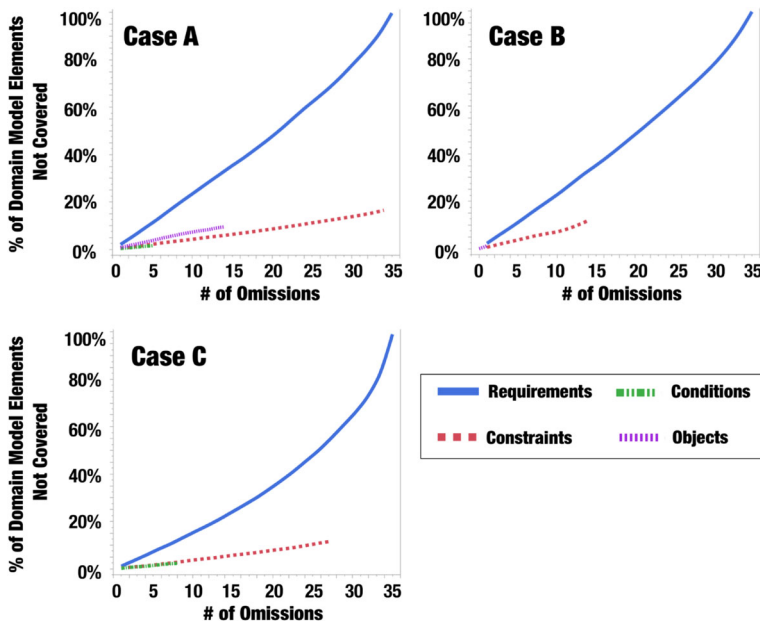 Case A
% of Domain Model Elements
Not Covered
100%
80%
60%
40%
20%
0%
0 5 10 15 20 25 30 35
# of Omissions
Case B
100%
80%
60%
40%
20%
0%
0 5 10 15 20 25 30 35
# of Omissions
Case C
% of Domain Model Elements
Not Covered
100%
80%
60%
40%
20%
0%
0 5 10 15 20 25 30 35
# of Omissions
Requirements Conditions
Constraints Objects